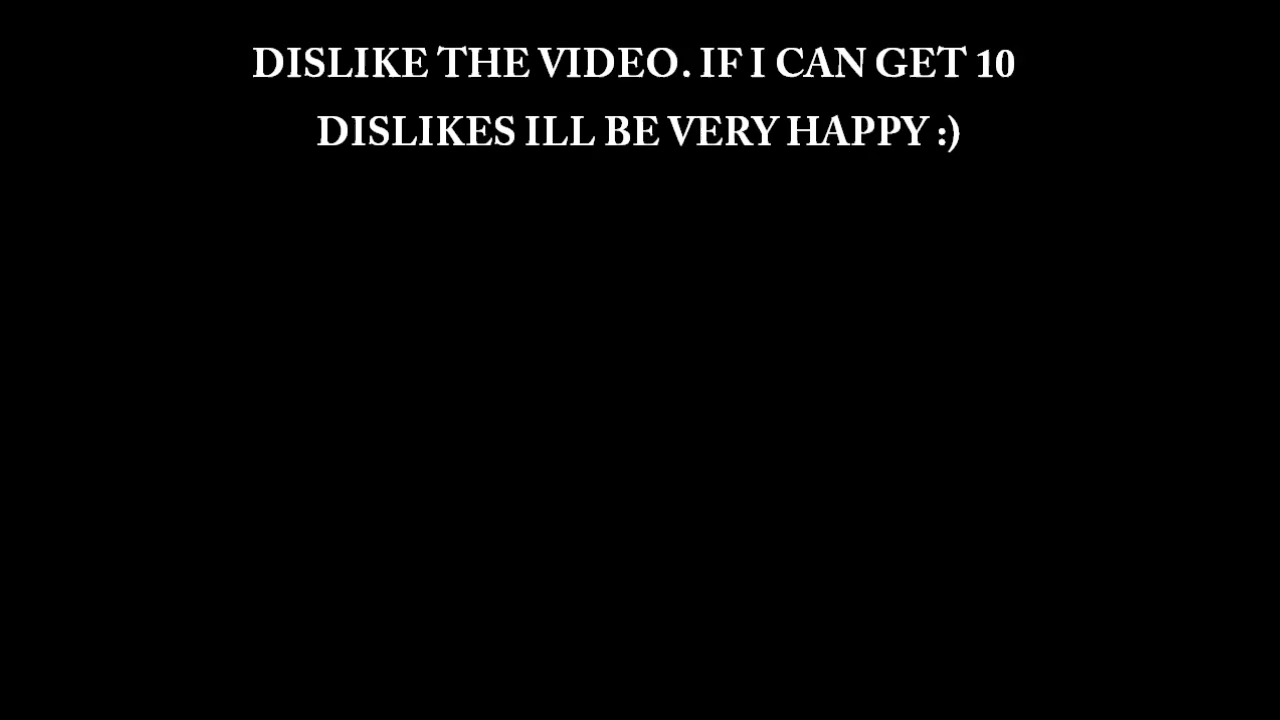 DISLIKE THE VIDEO. IF I CAN GET 10
DISLIKES ILL BE VERY HAPPY :)